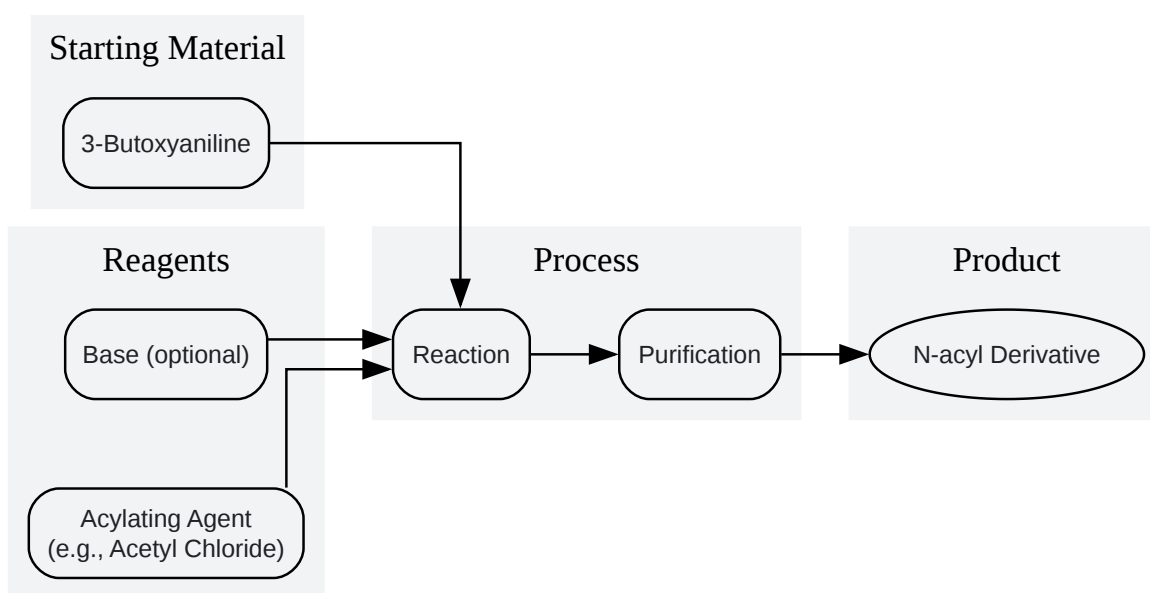 Starting Material
3-Butoxyaniline
Reagents
Base (optional)
Acylating Agent
(e.g., Acetyl Chloride)
Process
Reaction
Purification
Product
N-acyl Derivative